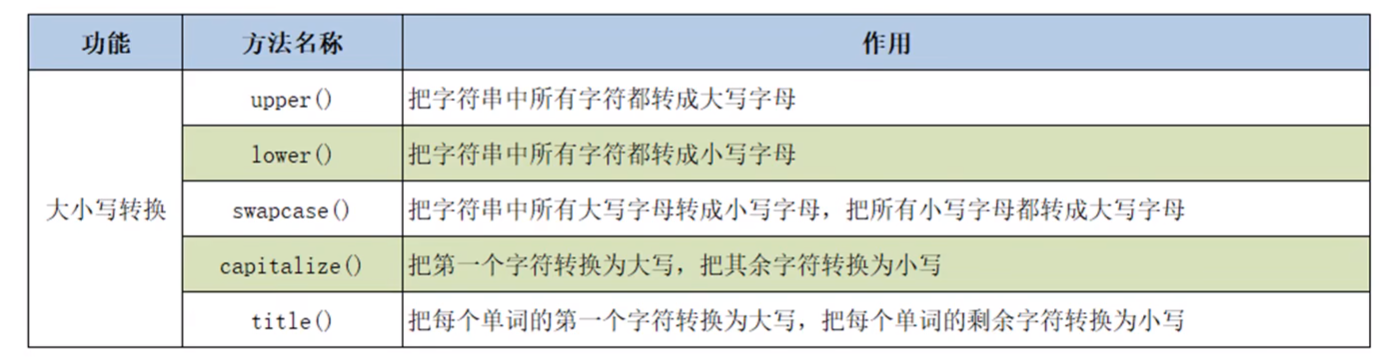 功能 方法名称 作用
upper() 把字符串中所有字符都转成大写字母
lower() 把字符串中所有字符都转成小写字母
大小写转换 swapcase() 把字符串中所有大写字母转成小写字母，把所有小写字母都转成大写字母
capitalize() 把第一个字符转换为大写，把其余字符转换为小写
title() 把每个单词的第一个字符转换为大写，把每个单词的剩余字符转换为小写